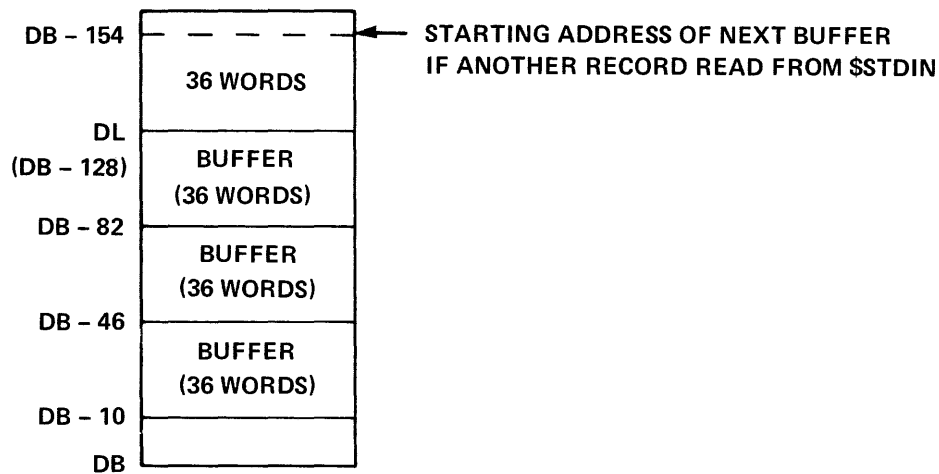 DB – 154
STARTING ADDRESS OF NEXT BUFFER
IF ANOTHER RECORD READ FROM $STDIN
36 WORDS
DL
(DB – 128)
BUFFER
(36 WORDS)
DB – 82
BUFFER
(36 WORDS)
DB – 46
BUFFER
(36 WORDS)
DB – 10
DB